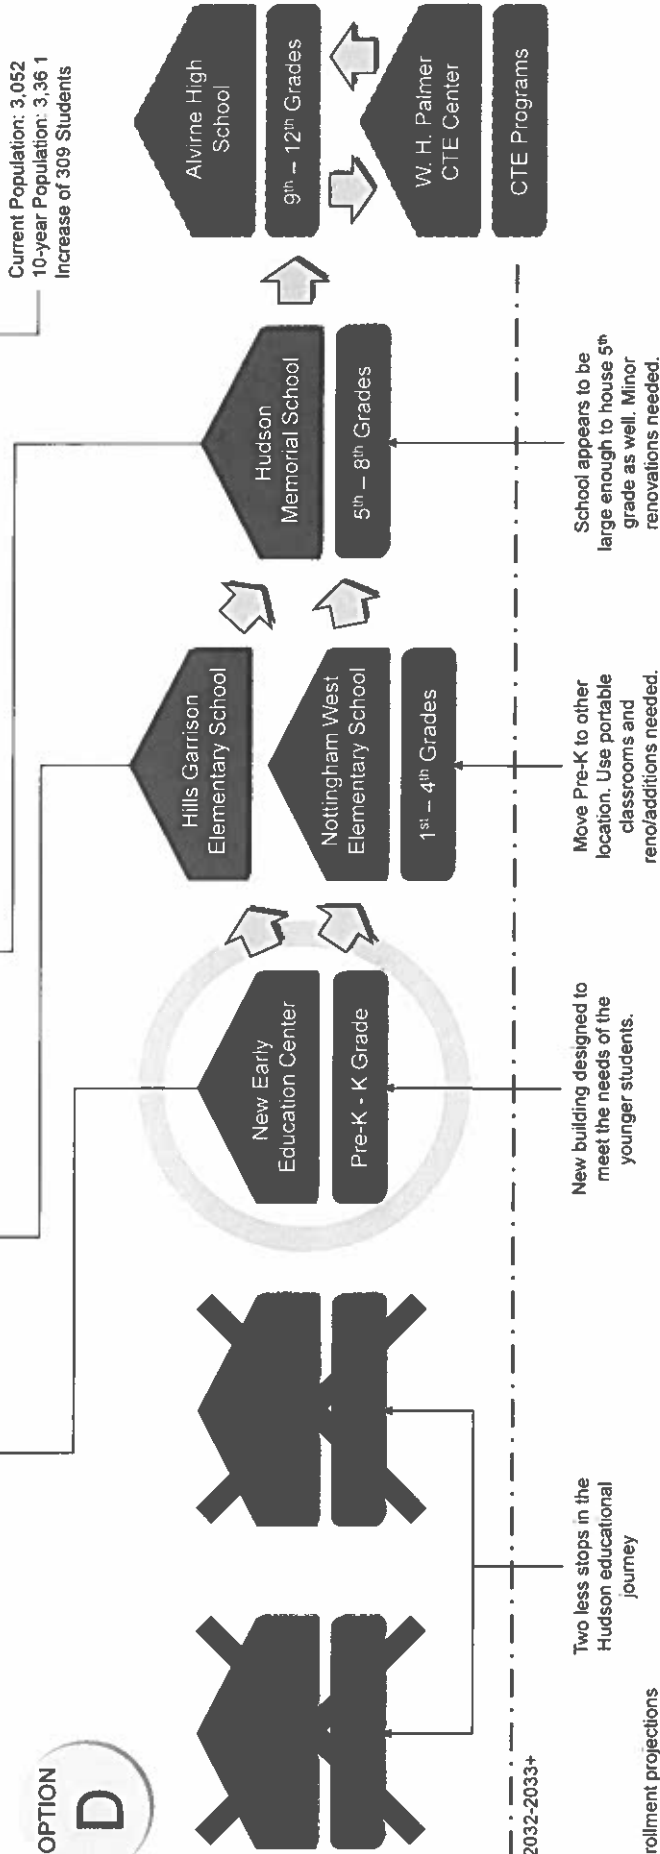 OPTION
D
Current Population: 3,052
10-year Population: 3,36 1
Increase of 309 Students
New Early
Education Center
Pre-K - K Grade
Hills Garrison
Elementary School
Nottingham West
Elementary School
1st – 4th Grades
Hudson
Memorial School
5th – 8th Grades
Alvirne High
School
9th – 12th Grades
W. H. Palmer
CTE Center
CTE Programs
2032-2033+
Two less stops in the
Hudson educational
journey
New building designed to
meet the needs of the
younger students.
Move Pre-K to other
location. Use portable
classrooms and
reno/additions needed.
School appears to be
large enough to house 5th
grade as well. Minor
renovations needed.
rollment projections